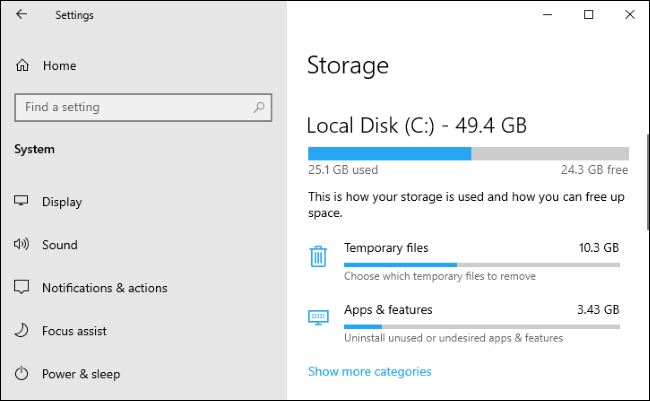 Settings
Home
Find a setting
System
Display
Sound
Notifications & actions
Focus assist
Power & sleep
Storage
Local Disk (C:) - 49.4 GB
25.1 GB used 24.3 GB free
This is how your storage is used and how you can free up
space.
Temporary files 10.3 GB
Choose which temporary files to remove
Apps & features 3.43 GB
Uninstall unused or undesired apps & features
Show more categories